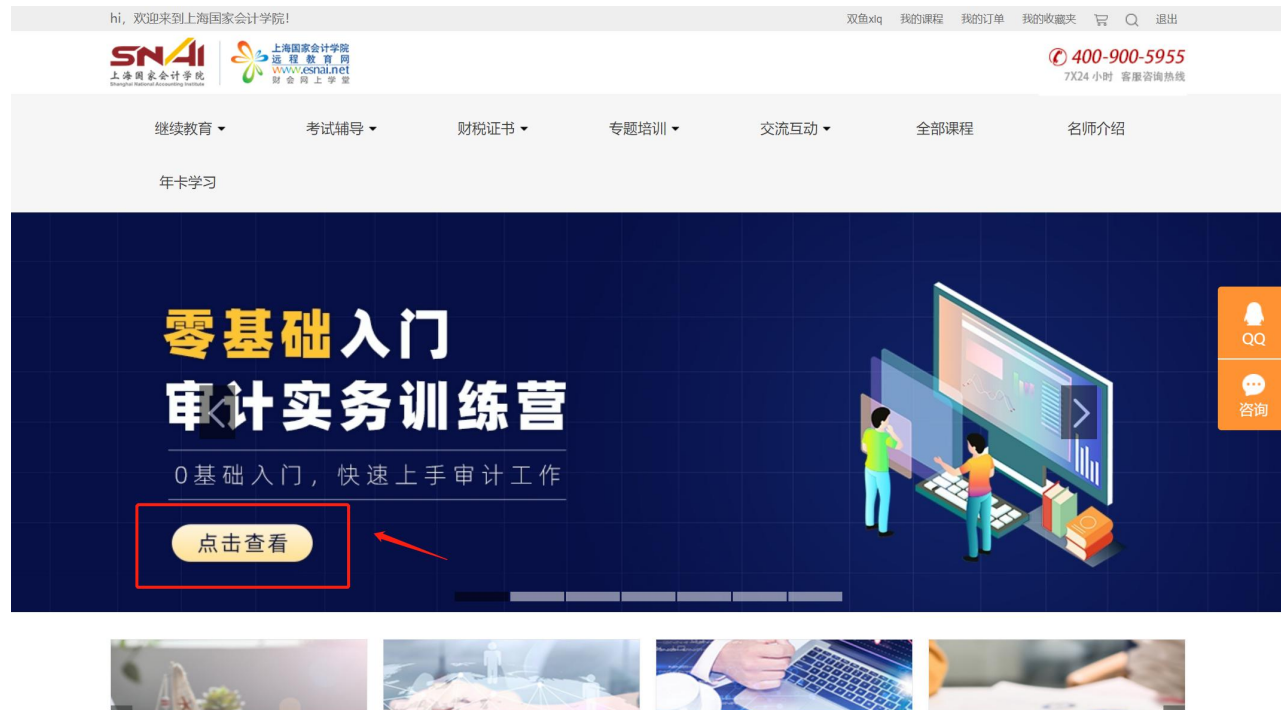 hi, 欢迎来到上海国家会计学院!
双鱼xlq 我的课程 我的订单 我的收藏夹 退出
SNAI
上海国家会计学院
Shanghai National Accounting Institute
上海国家会计学院
远程教育网
www.esnai.net
财会网上学堂
400-900-5955
7X24 小时 客服咨询热线
继续教育 考试辅导 财税证书 专题培训 交流互动 全部课程 名师介绍
年卡学习
零基础入门
审计实务训练营
0基础入门, 快速上手审计工作
点击查看
QQ
咨询